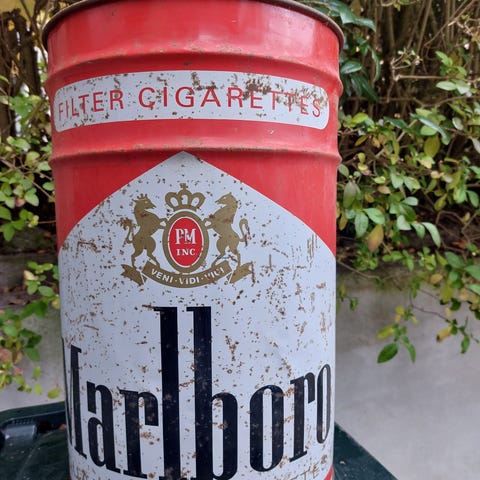 FILTER CIGARETTES
PM
INC.
VENI·VIDI·VICI
Marlboro